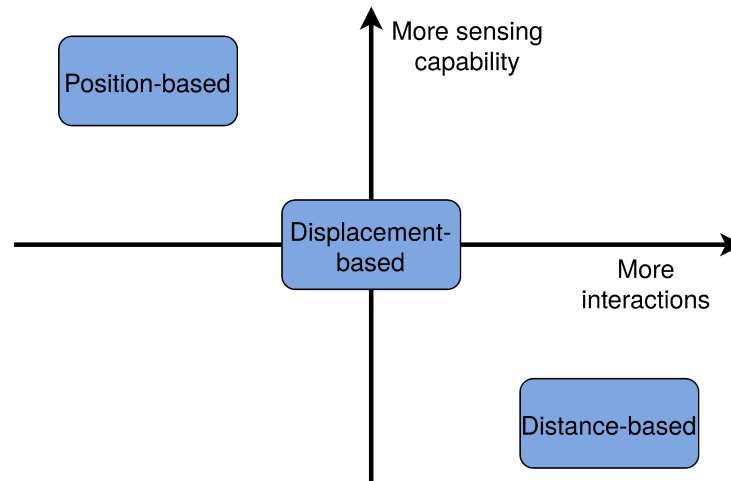 More sensing
capability
Position-based
Displacement-
based
More
interactions
Distance-based